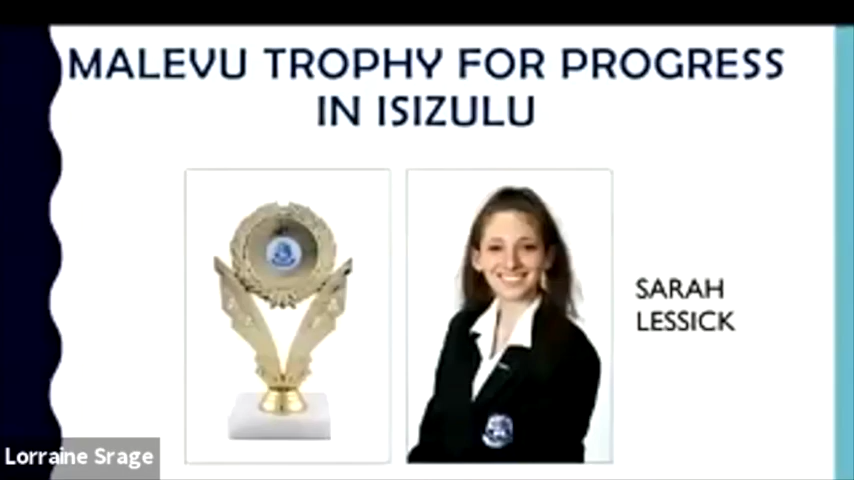 MALEVU TROPHY FOR PROGRESS
IN ISIZULU
SARAH
LESSICK
Lorraine Srage